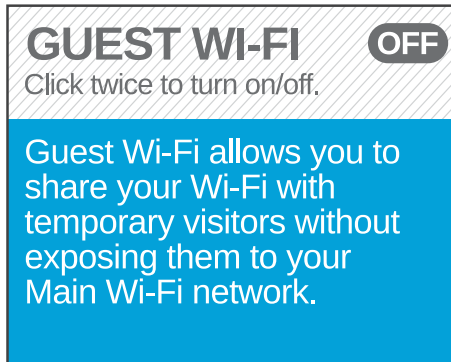 GUEST WI-FI OFF
Click twice to turn on/off.
Guest Wi-Fi allows you to
share your Wi-Fi with
temporary visitors without
exposing them to your
Main Wi-Fi network.